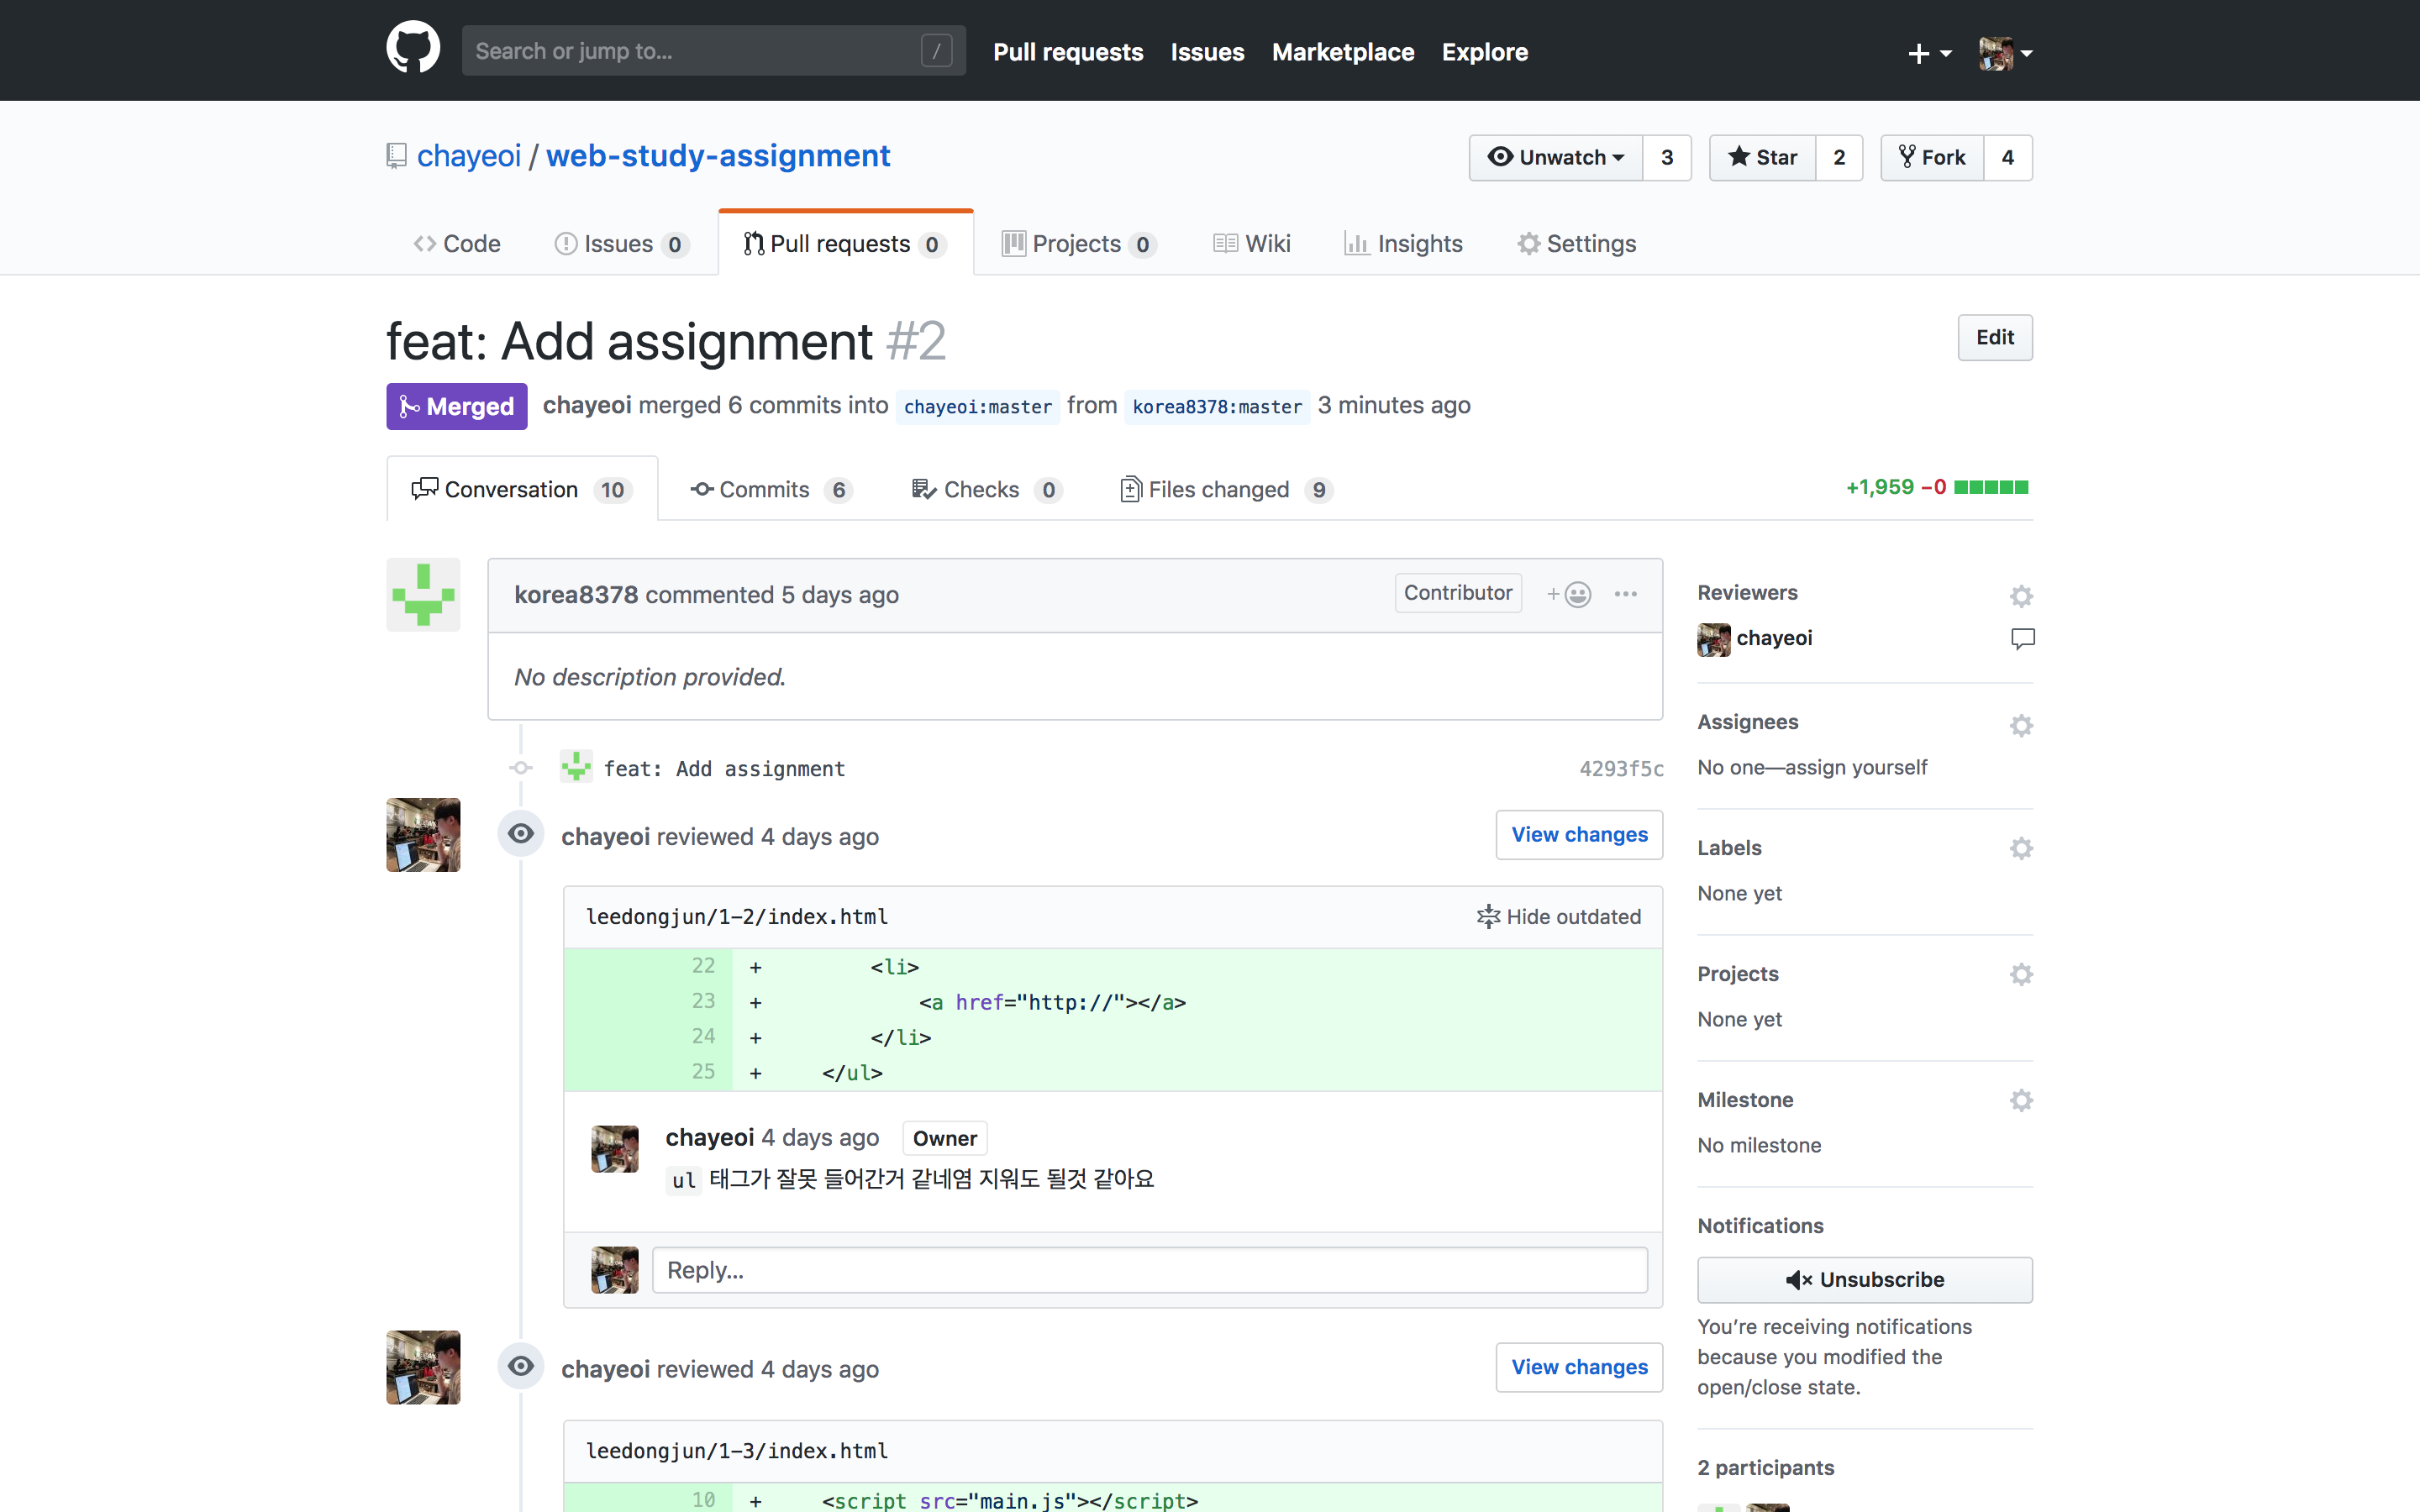 Search or jump to... /
Pull requests Issues Marketplace Explore
chayeoi / web-study-assignment
Unwatch 3 Star 2 Fork 4
Code Issues 0 Pull requests 0 Projects 0 Wiki Insights Settings
feat: Add assignment #2
Edit
Merged chayeoi merged 6 commits into chayeoi:master from korea8378:master 3 minutes ago
Conversation 10 Commits 6 Checks 0 Files changed 9
+1,959 −0
korea8378 commented 5 days ago
Contributor
No description provided.
feat: Add assignment 4293f5c
chayeoi reviewed 4 days ago
View changes
leedongjun/1-2/index.html
Hide outdated
22 + <li>
23 + <a href="http://"></a>
24 + </li>
25 + </ul>
chayeoi 4 days ago Owner
ul 태그가 잘못 들어간거 같네염 지워도 될것 같아요
Reply...
chayeoi reviewed 4 days ago
View changes
leedongjun/1-3/index.html
10 + <script src="main.js"></script>
Reviewers
chayeoi
Assignees
No one—assign yourself
Labels
None yet
Projects
None yet
Milestone
No milestone
Notifications
Unsubscribe
You’re receiving notifications
because you modified the
open/close state.
2 participants